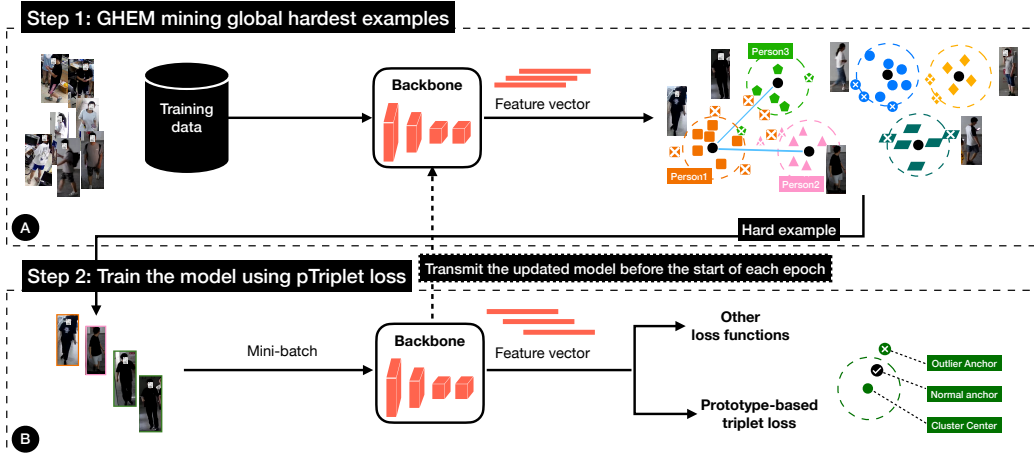 Step 1: GHEM mining global hardest examples
Training
data
Backbone
Feature vector
Person3
Person1
Person2
A
Hard example
Step 2: Train the model using pTriplet loss
Transmit the updated model before the start of each epoch
Mini-batch
Backbone
Feature vector
Other
loss functions
Prototype-based
triplet loss
Outlier Anchor
Normal anchor
Cluster Center
B